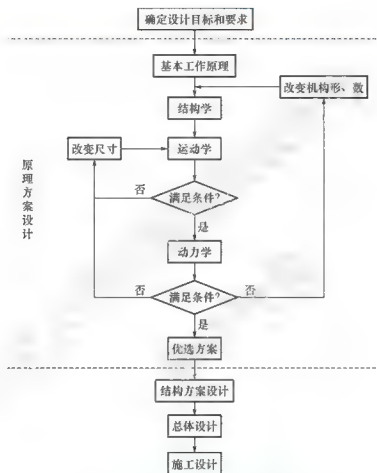 确定设计目标和要求
基本工作原理
改变机构形、数
结构学
改变尺寸
运动学
原理方案设计
否
满足条件?
是
动力学
否
满足条件?
否
是
优选方案
结构方案设计
总体设计
施工设计